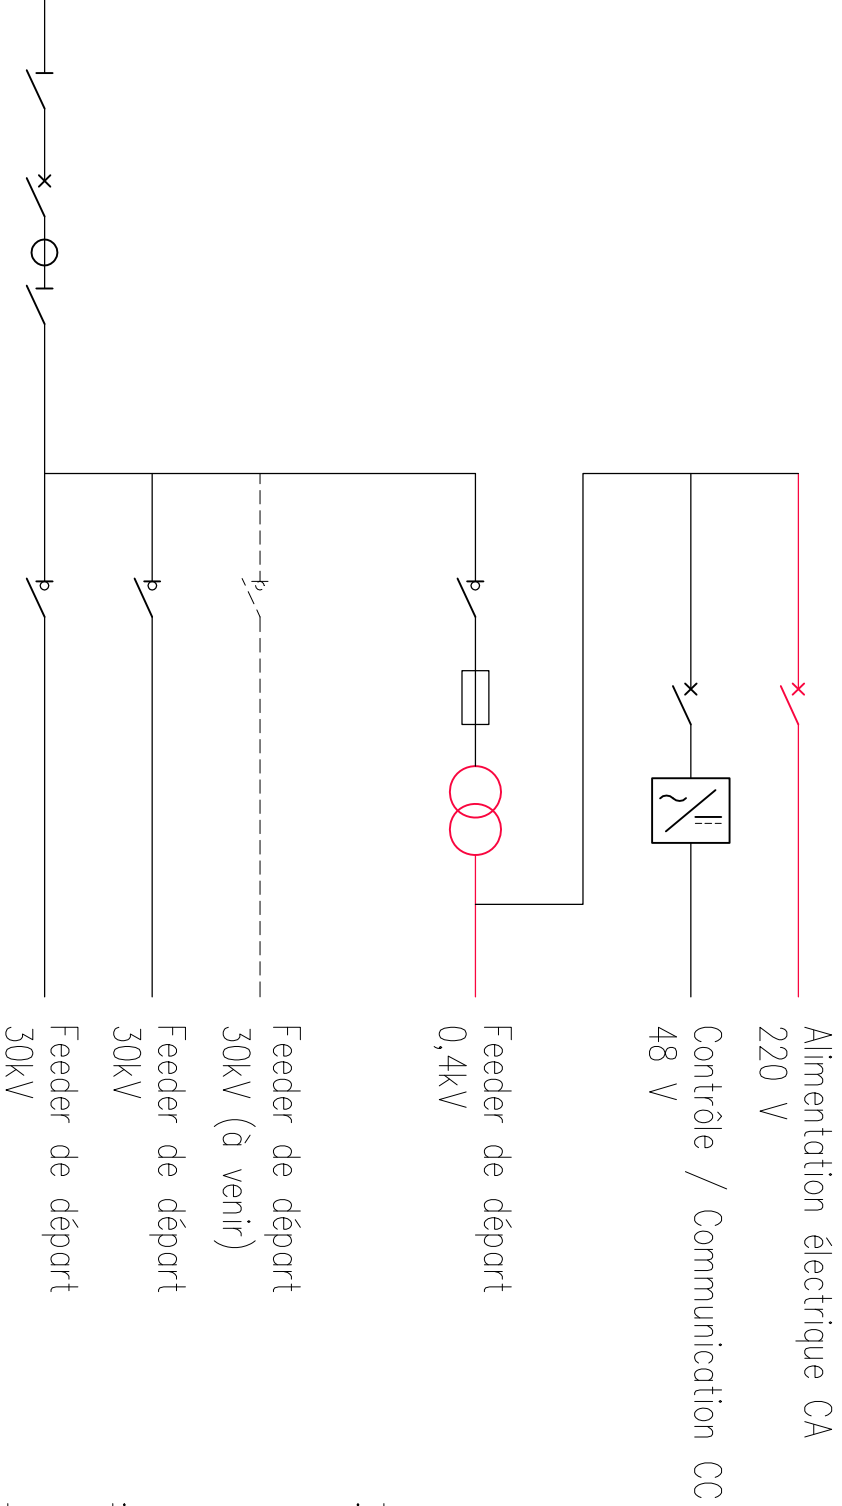 Alimentation électrique CA
220 V
Contrôle / Communication CC
48 V
Feeder de départ
0,4kV
Feeder de départ
30kV (à venir)
Feeder de départ
30kV
Feeder de départ
30kV